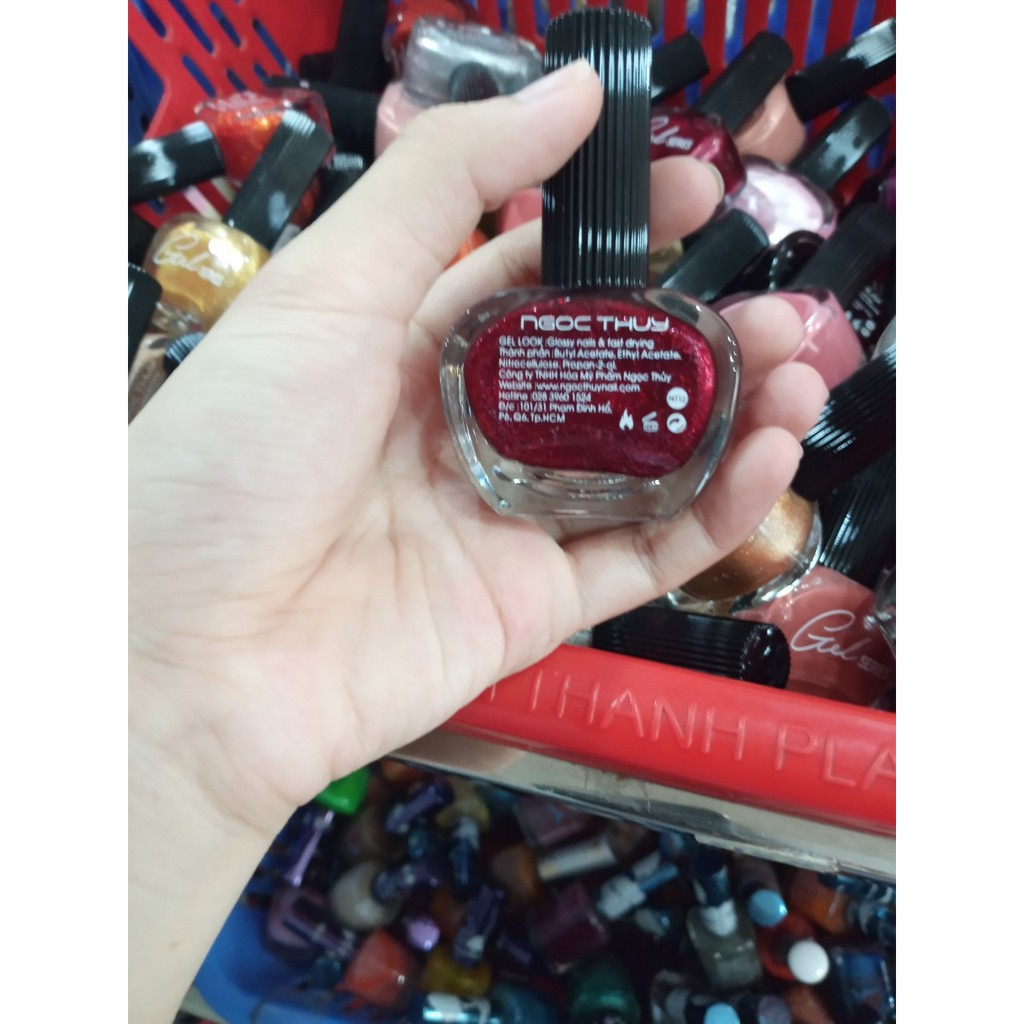 NGOC THUY
GEL LOOK :Glossy nails & fast drying
Thành phần :Butyl Acetate, Ethyl Acetate,
Nitrocellulose, Propan-2-ol.
Công ty TNHH Hóa Mỹ Phẩm Ngọc Thủy
Website :www.ngocthuynail.com
Hotline :028 3960 1524
Đ/c :101/31 Phạm Đình Hổ,
P6, Q6, Tp.HCM
Gel
Gel
THANH PLA